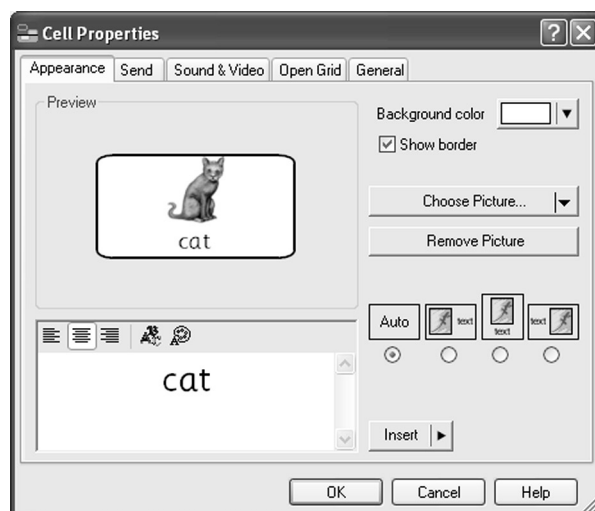 Cell Properties
Appearance Send Sound & Video Open Grid General
Preview
cat
cat
Background color
Show border
Choose Picture...
Remove Picture
Auto text text text
Insert
OK Cancel Help